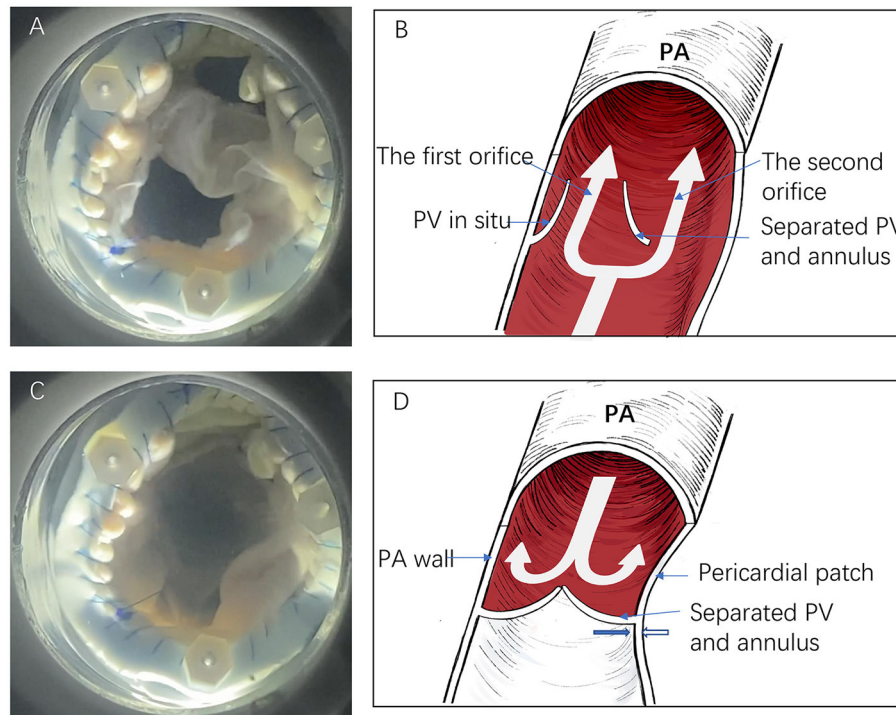 A
B
PA
The first orifice
The second
orifice
PV in situ
Separated PV
and annulus
C
D
PA
PA wall
Pericardial patch
Separated PV
and annulus